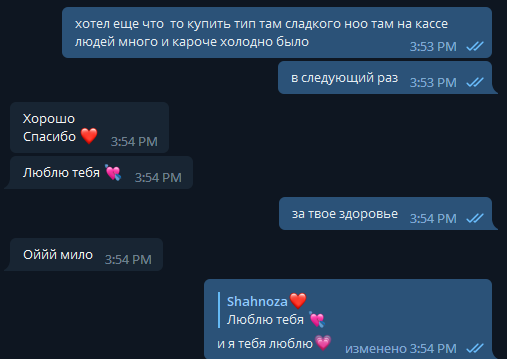 хотел еще что  то купить тип там сладкого ноо там на кассе
людей много и кароче холодно было
3:53 PM
в следующий раз 3:53 PM
Хорошо
Спасибо ❤️ 3:54 PM
Люблю тебя 💘 3:54 PM
за твое здоровье 3:54 PM
Оййй мило 3:54 PM
Shahnoza❤️
Люблю тебя 💘
и я тебя люблю💗 изменено 3:54 PM